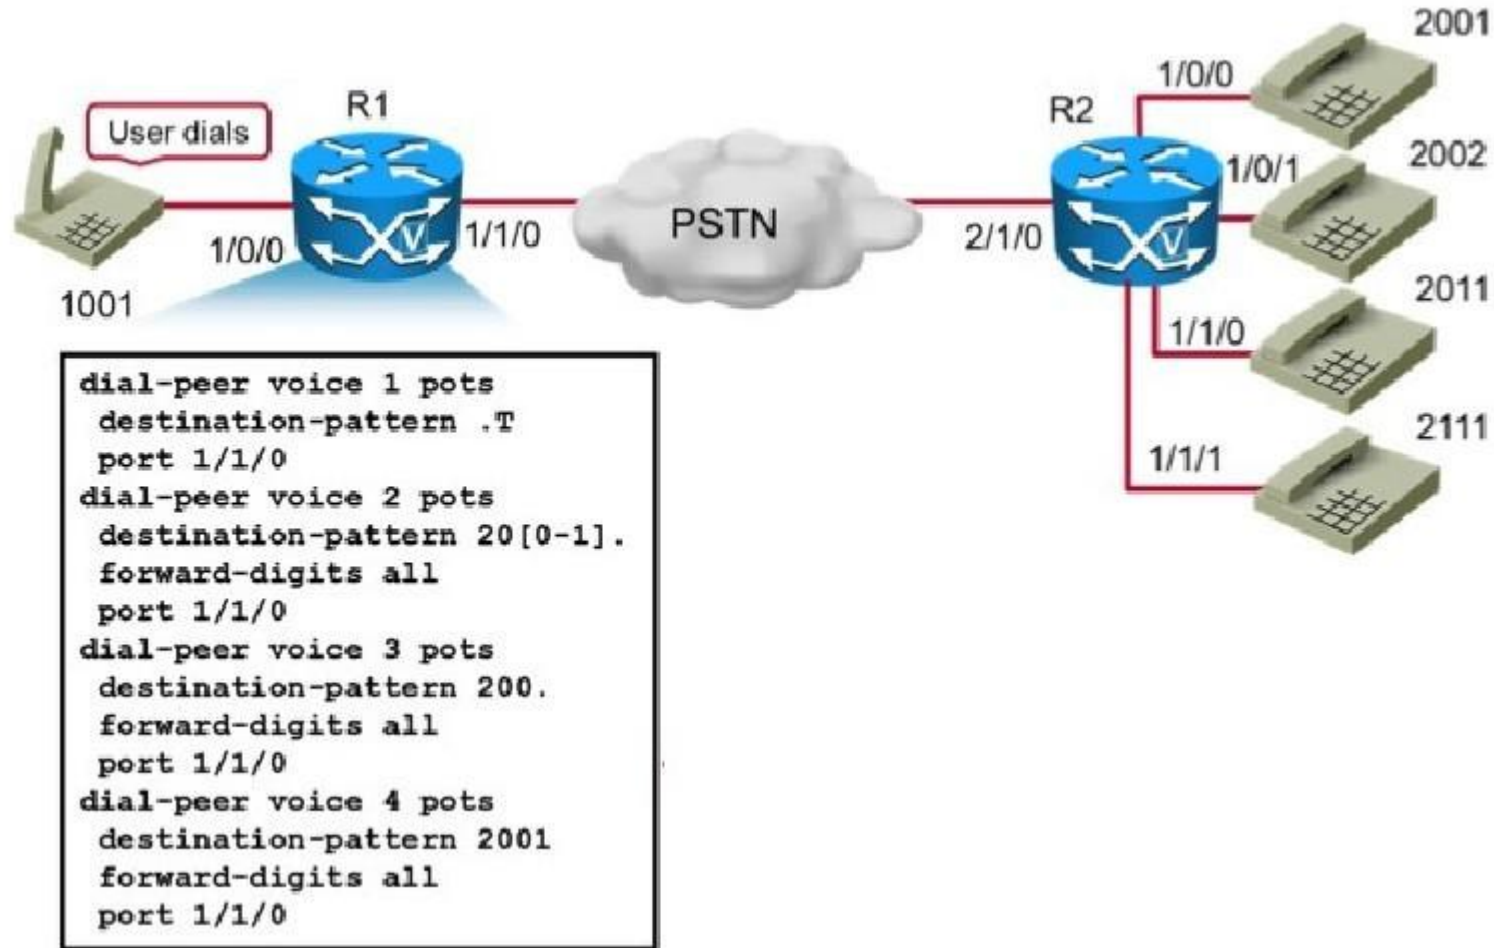 2001
1/0/0
R1
R2
User dials
2002
1/0/1
PSTN
1/0/0
1/1/0
2/1/0
1001
2011
1/1/0
2111
1/1/1
V
V
dial-peer voice 1 pots
destination-pattern .T
port 1/1/0
dial-peer voice 2 pots
destination-pattern 20[0-1].
forward-digits all
port 1/1/0
dial-peer voice 3 pots
destination-pattern 200.
forward-digits all
port 1/1/0
dial-peer voice 4 pots
destination-pattern 2001
forward-digits all
port 1/1/0